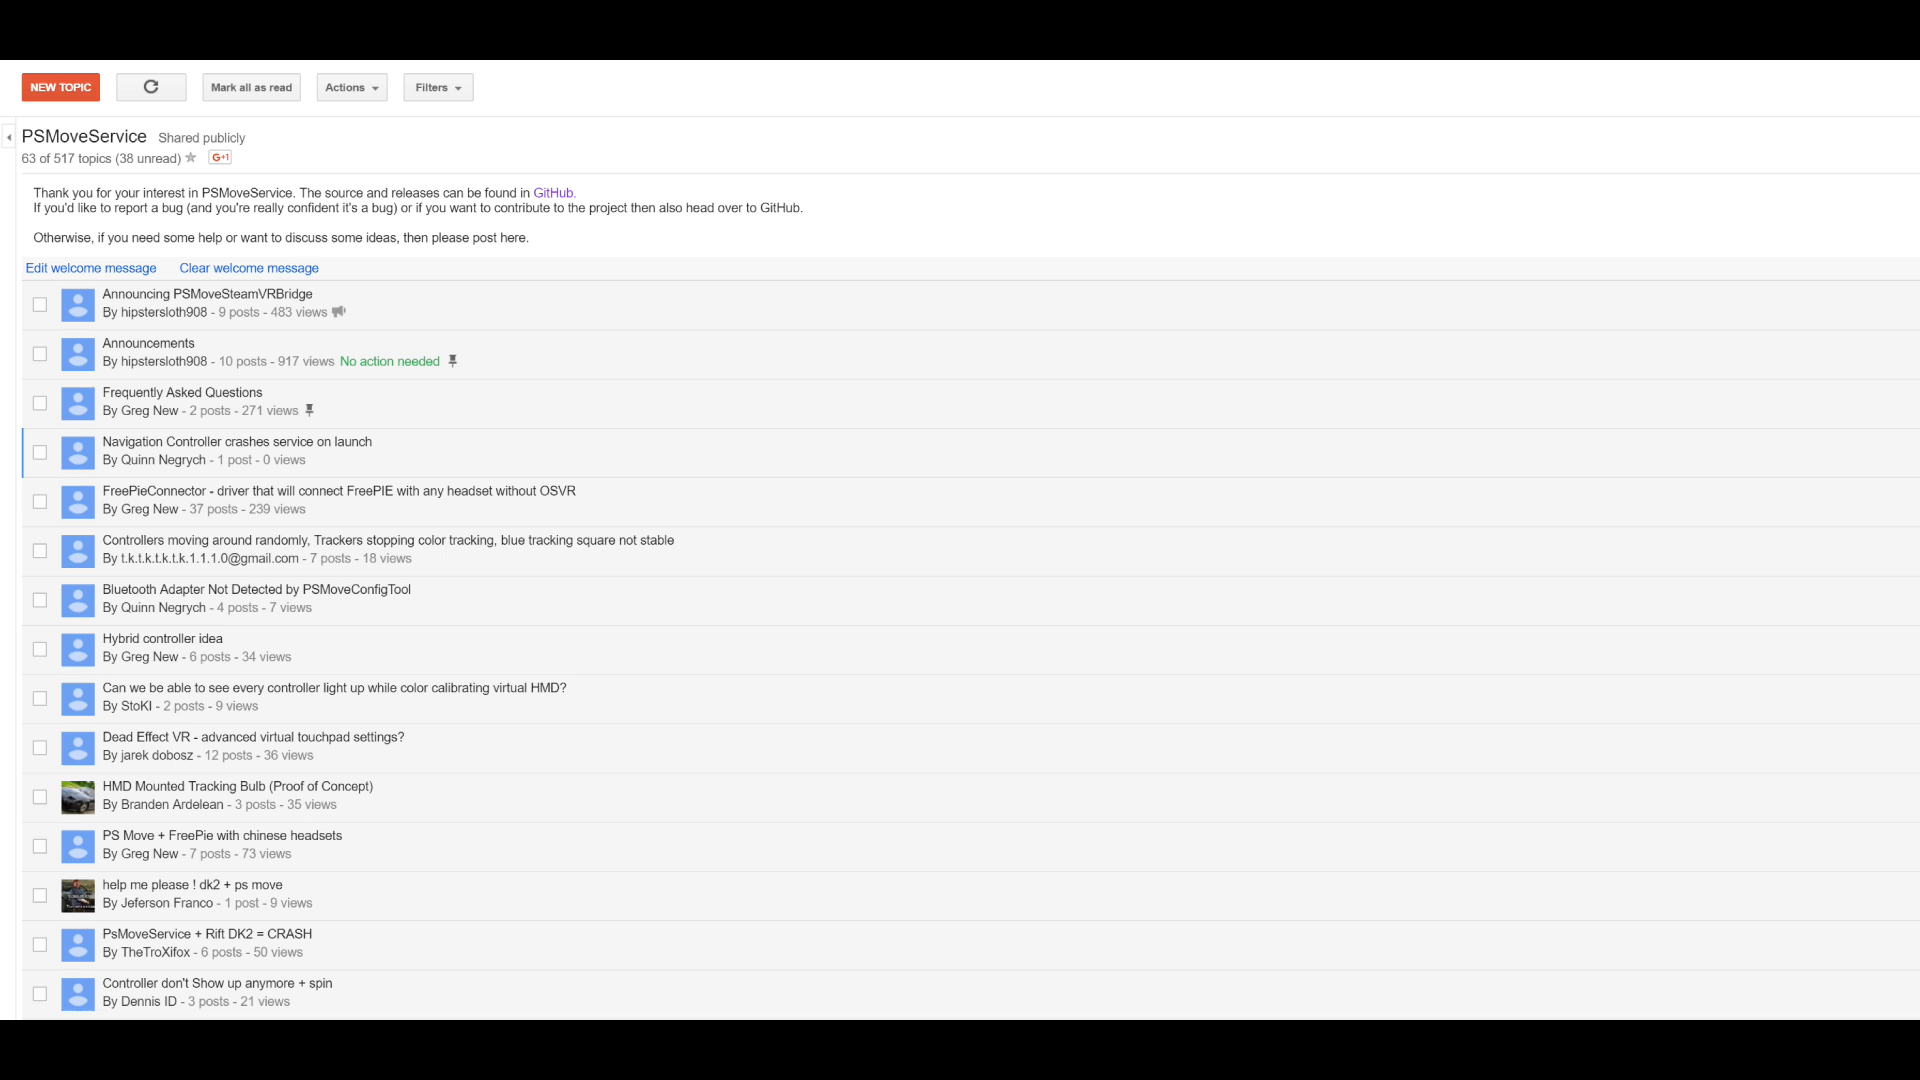 NEW TOPIC
Mark all as read
Actions
Filters
PSMoveService Shared publicly
63 of 517 topics (38 unread) G+1
Thank you for your interest in PSMoveService. The source and releases can be found in GitHub.
If you'd like to report a bug (and you're really confident it's a bug) or if you want to contribute to the project then also head over to GitHub.
Otherwise, if you need some help or want to discuss some ideas, then please post here.
Edit welcome message Clear welcome message
Announcing PSMoveSteamVRBridge
By hipstersloth908 - 9 posts - 483 views
Announcements
By hipstersloth908 - 10 posts - 917 views No action needed
Frequently Asked Questions
By Greg New - 2 posts - 271 views
Navigation Controller crashes service on launch
By Quinn Negrych - 1 post - 0 views
FreePieConnector - driver that will connect FreePIE with any headset without OSVR
By Greg New - 37 posts - 239 views
Controllers moving around randomly, Trackers stopping color tracking, blue tracking square not stable
By t.k.t.k.t.k.t.k.1.1.1.0@gmail.com - 7 posts - 18 views
Bluetooth Adapter Not Detected by PSMoveConfigTool
By Quinn Negrych - 4 posts - 7 views
Hybrid controller idea
By Greg New - 6 posts - 34 views
Can we be able to see every controller light up while color calibrating virtual HMD?
By StoKI - 2 posts - 9 views
Dead Effect VR - advanced virtual touchpad settings?
By jarek dobosz - 12 posts - 36 views
HMD Mounted Tracking Bulb (Proof of Concept)
By Branden Ardelean - 3 posts - 35 views
PS Move + FreePie with chinese headsets
By Greg New - 7 posts - 73 views
help me please ! dk2 + ps move
By Jeferson Franco - 1 post - 9 views
PsMoveService + Rift DK2 = CRASH
By TheTroXifox - 6 posts - 50 views
Controller don't Show up anymore + spin
By Dennis ID - 3 posts - 21 views